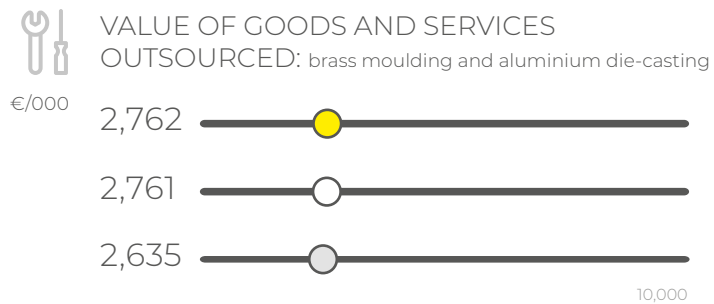 VALUE OF GOODS AND SERVICES
OUTSOURCED: brass moulding and aluminium die-casting
€/000
2,762
2,761
2,635
10,000